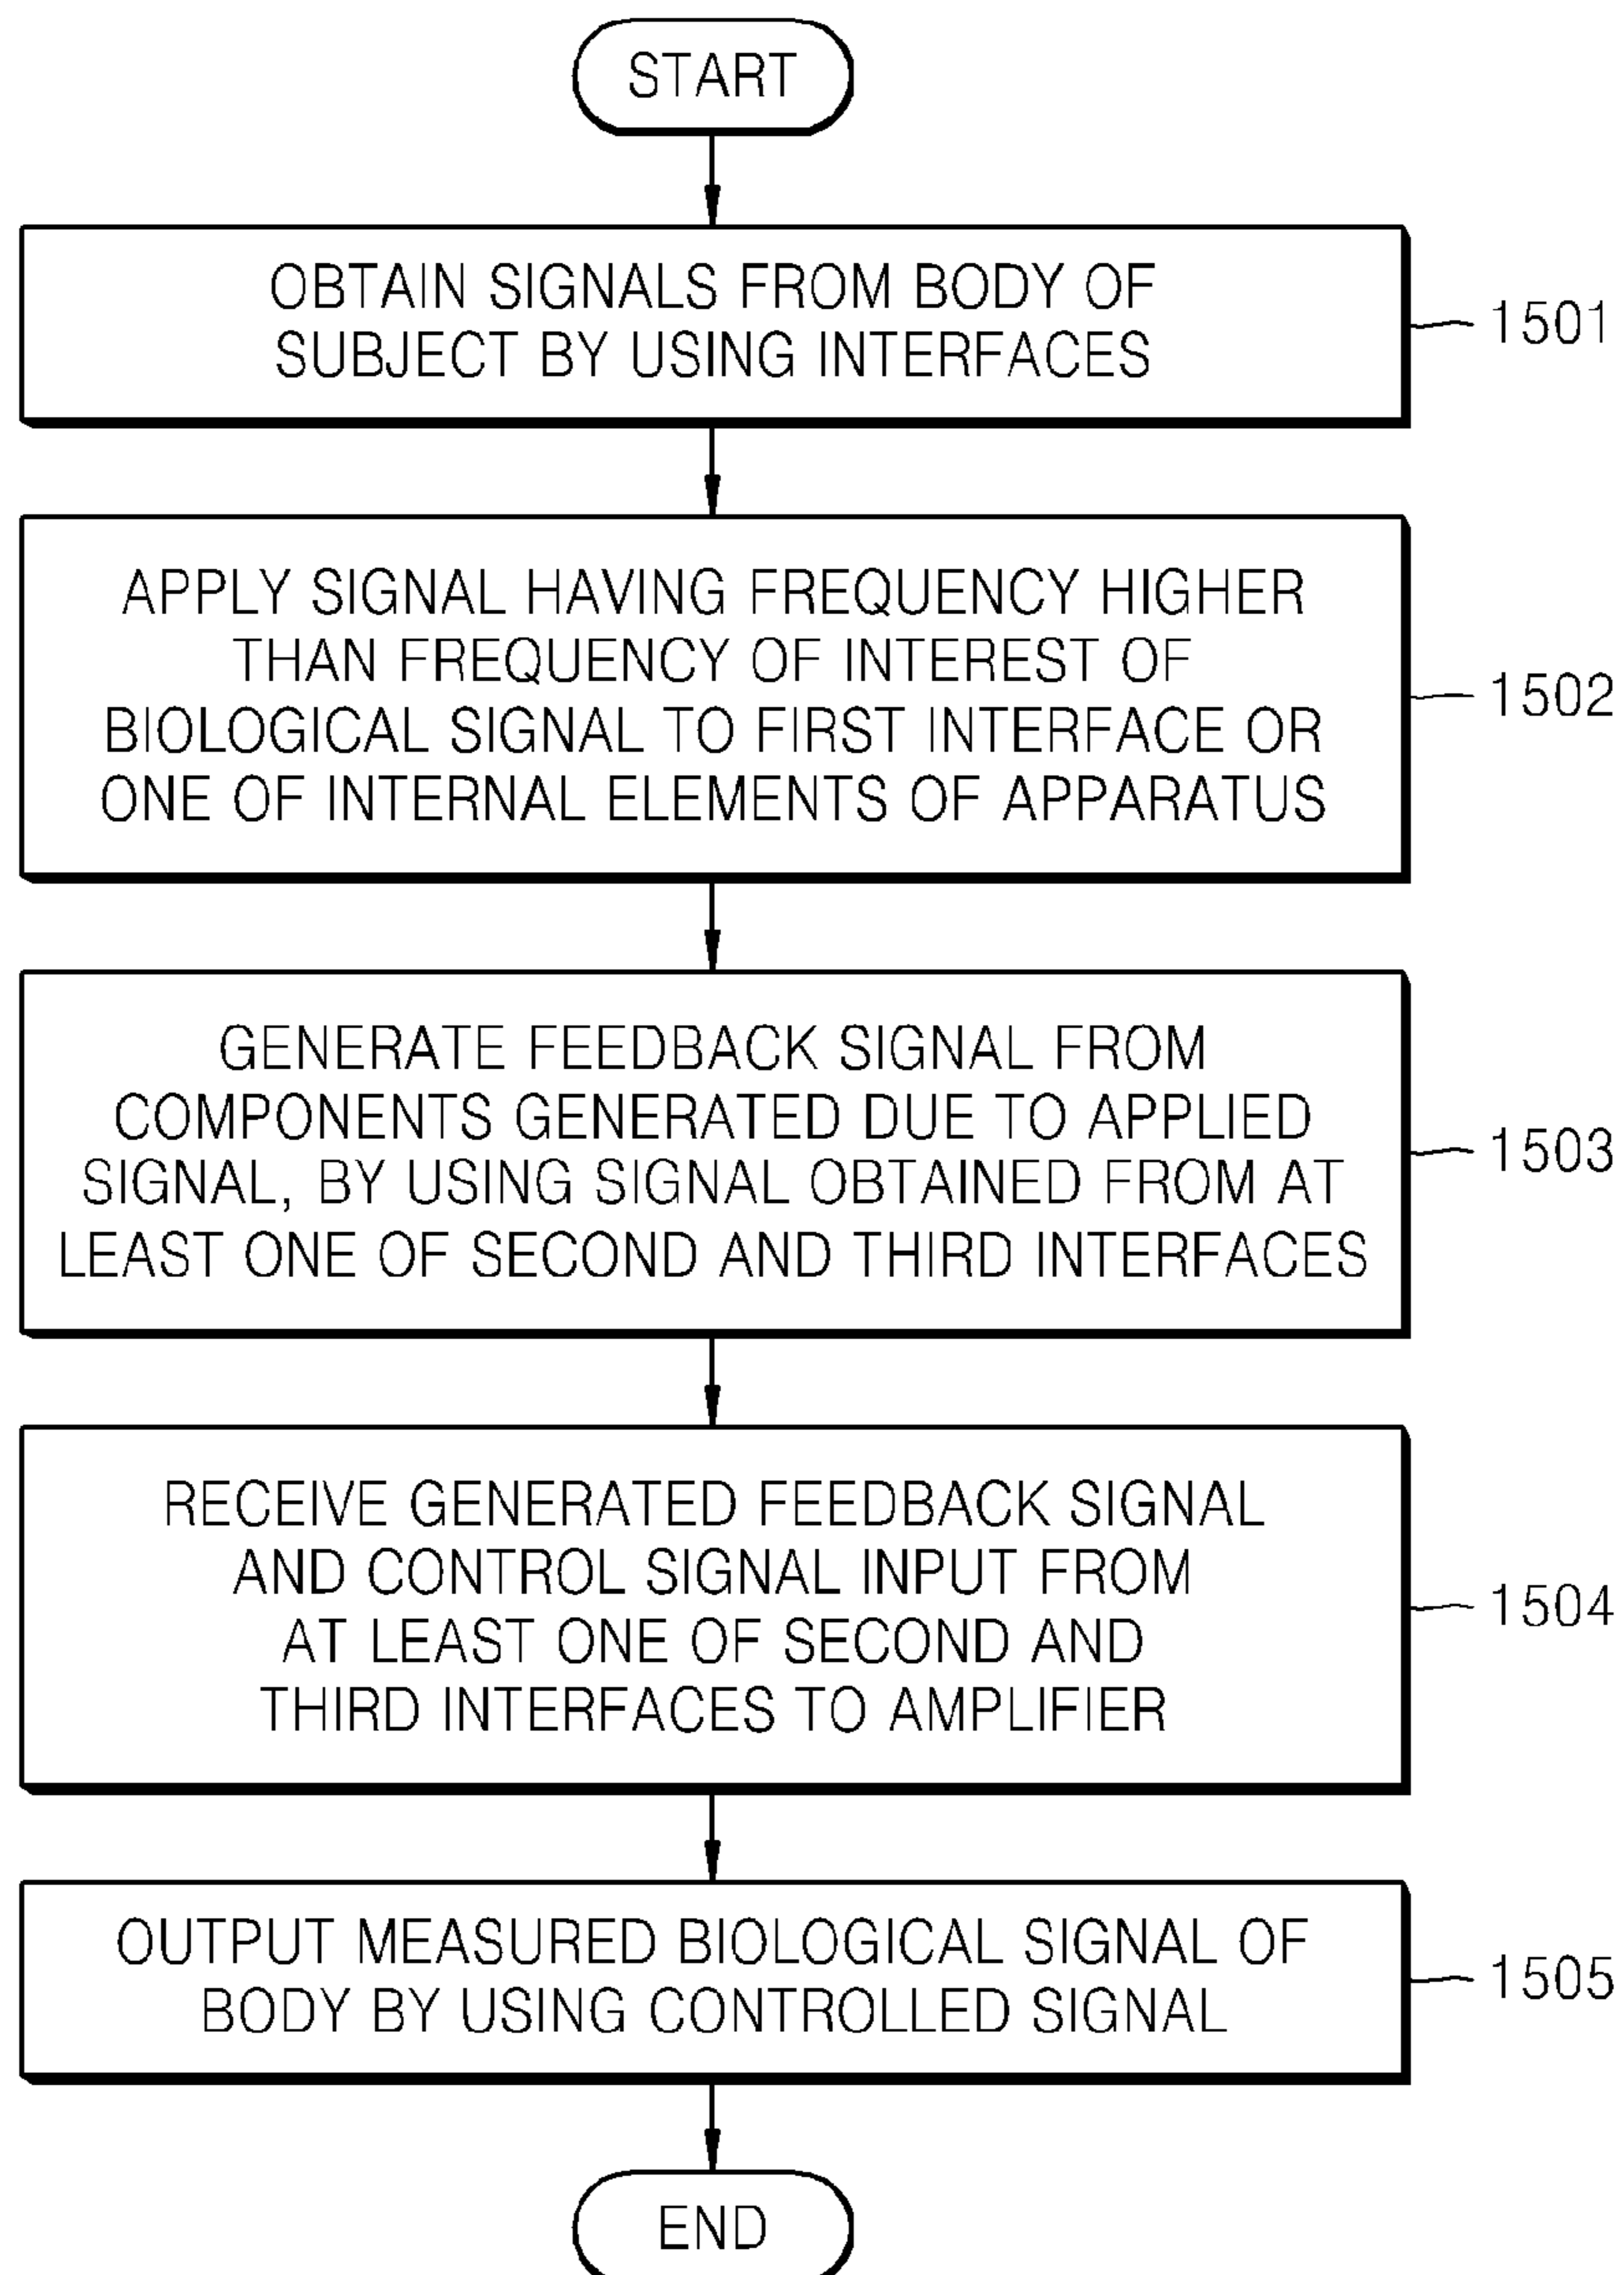 START
OBTAIN SIGNALS FROM BODY OF
SUBJECT BY USING INTERFACES
1501
APPLY SIGNAL HAVING FREQUENCY HIGHER
THAN FREQUENCY OF INTEREST OF
BIOLOGICAL SIGNAL TO FIRST INTERFACE OR
ONE OF INTERNAL ELEMENTS OF APPARATUS
1502
GENERATE FEEDBACK SIGNAL FROM
COMPONENTS GENERATED DUE TO APPLIED
SIGNAL, BY USING SIGNAL OBTAINED FROM AT
LEAST ONE OF SECOND AND THIRD INTERFACES
1503
RECEIVE GENERATED FEEDBACK SIGNAL
AND CONTROL SIGNAL INPUT FROM
AT LEAST ONE OF SECOND AND
THIRD INTERFACES TO AMPLIFIER
1504
OUTPUT MEASURED BIOLOGICAL SIGNAL OF
BODY BY USING CONTROLLED SIGNAL
1505
END